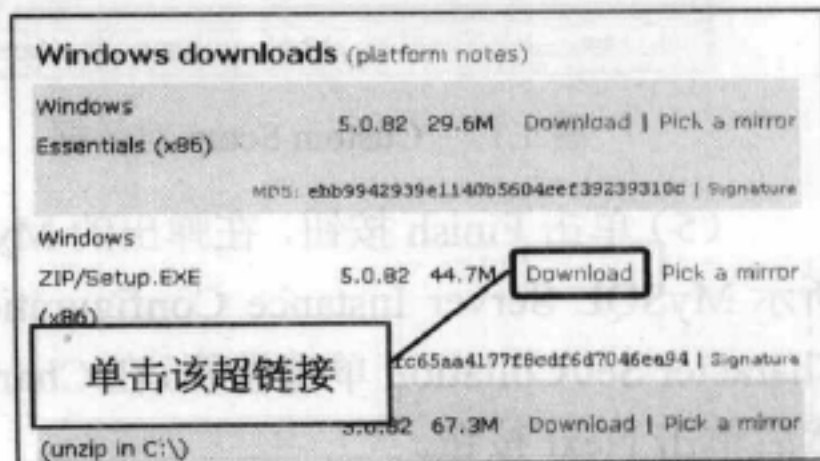 Windows downloads (platform notes)
Windows
Essentials (x86) 5.0.82 29.6M Download | Pick a mirror
MD5: | Signature
Windows
ZIP/Setup.EXE 5.0.82 44.7M Download | Pick a mirror
(x86)
单击该超链接
| Signature
5.0.82 67.3M Download | Pick a mirror
(unzip in C:\)